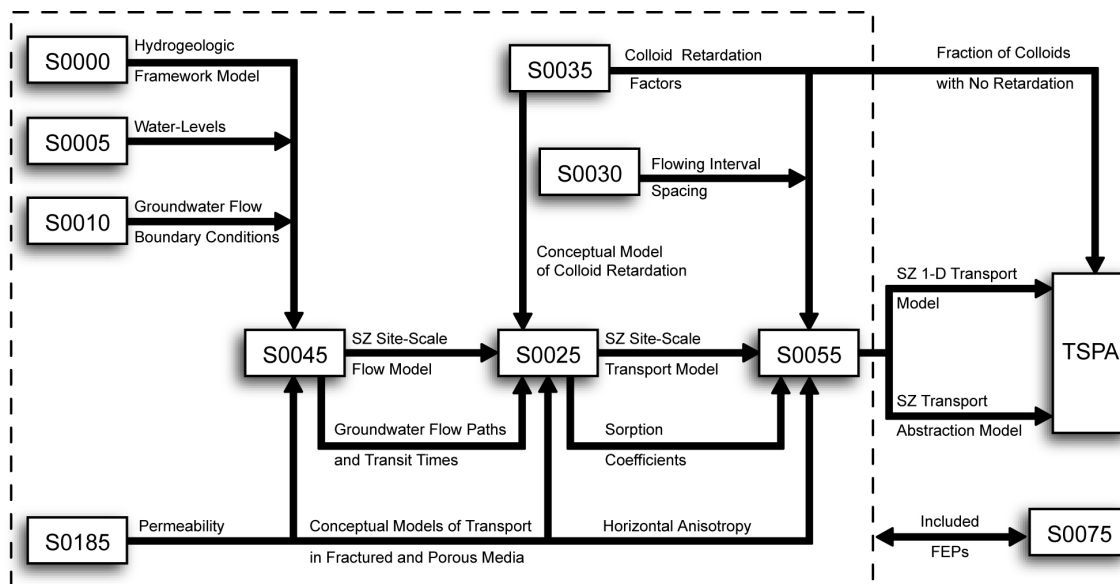 S0000
Hydrogeologic
Framework Model
S0005
Water-Levels
S0010
Groundwater Flow
Boundary Conditions
S0035
Colloid Retardation
Factors
Fraction of Colloids
with No Retardation
S0030
Flowing Interval
Spacing
Conceptual Model
of Colloid Retardation
S0045
SZ Site-Scale
Flow Model
S0025
SZ Site-Scale
Transport Model
S0055
SZ 1-D Transport
Model
SZ Transport
Abstraction Model
TSPA
Groundwater Flow Paths
and Transit Times
Sorption
Coefficients
S0185
Permeability
Conceptual Models of Transport
in Fractured and Porous Media
Horizontal Anisotropy
Included
FEPs
S0075